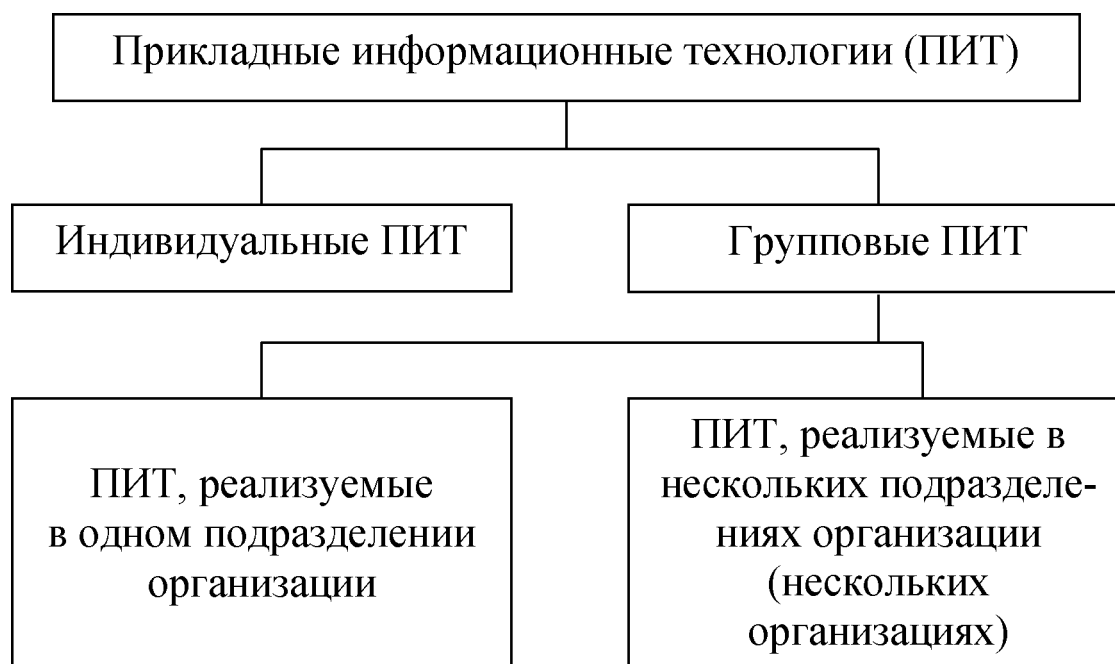 Прикладные информационные технологии (ПИТ)
Индивидуальные ПИТ
Групповые ПИТ
ПИТ, реализуемые
в одном подразделении
организации
ПИТ, реализуемые в
нескольких подразделе-
ниях организации
(нескольких
организациях)